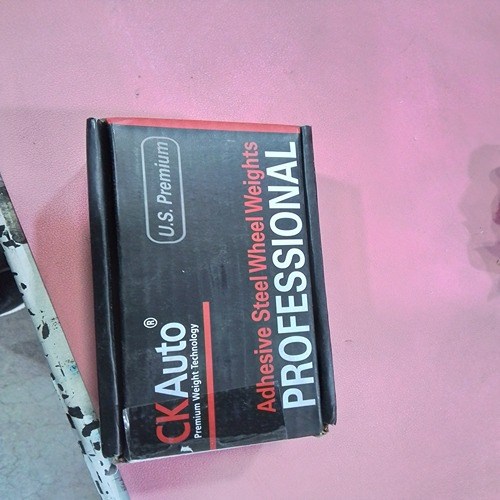 CKAuto®
Premium Weight Technology
U.S. Premium
Adhesive Steel Wheel Weights
PROFESSIONAL